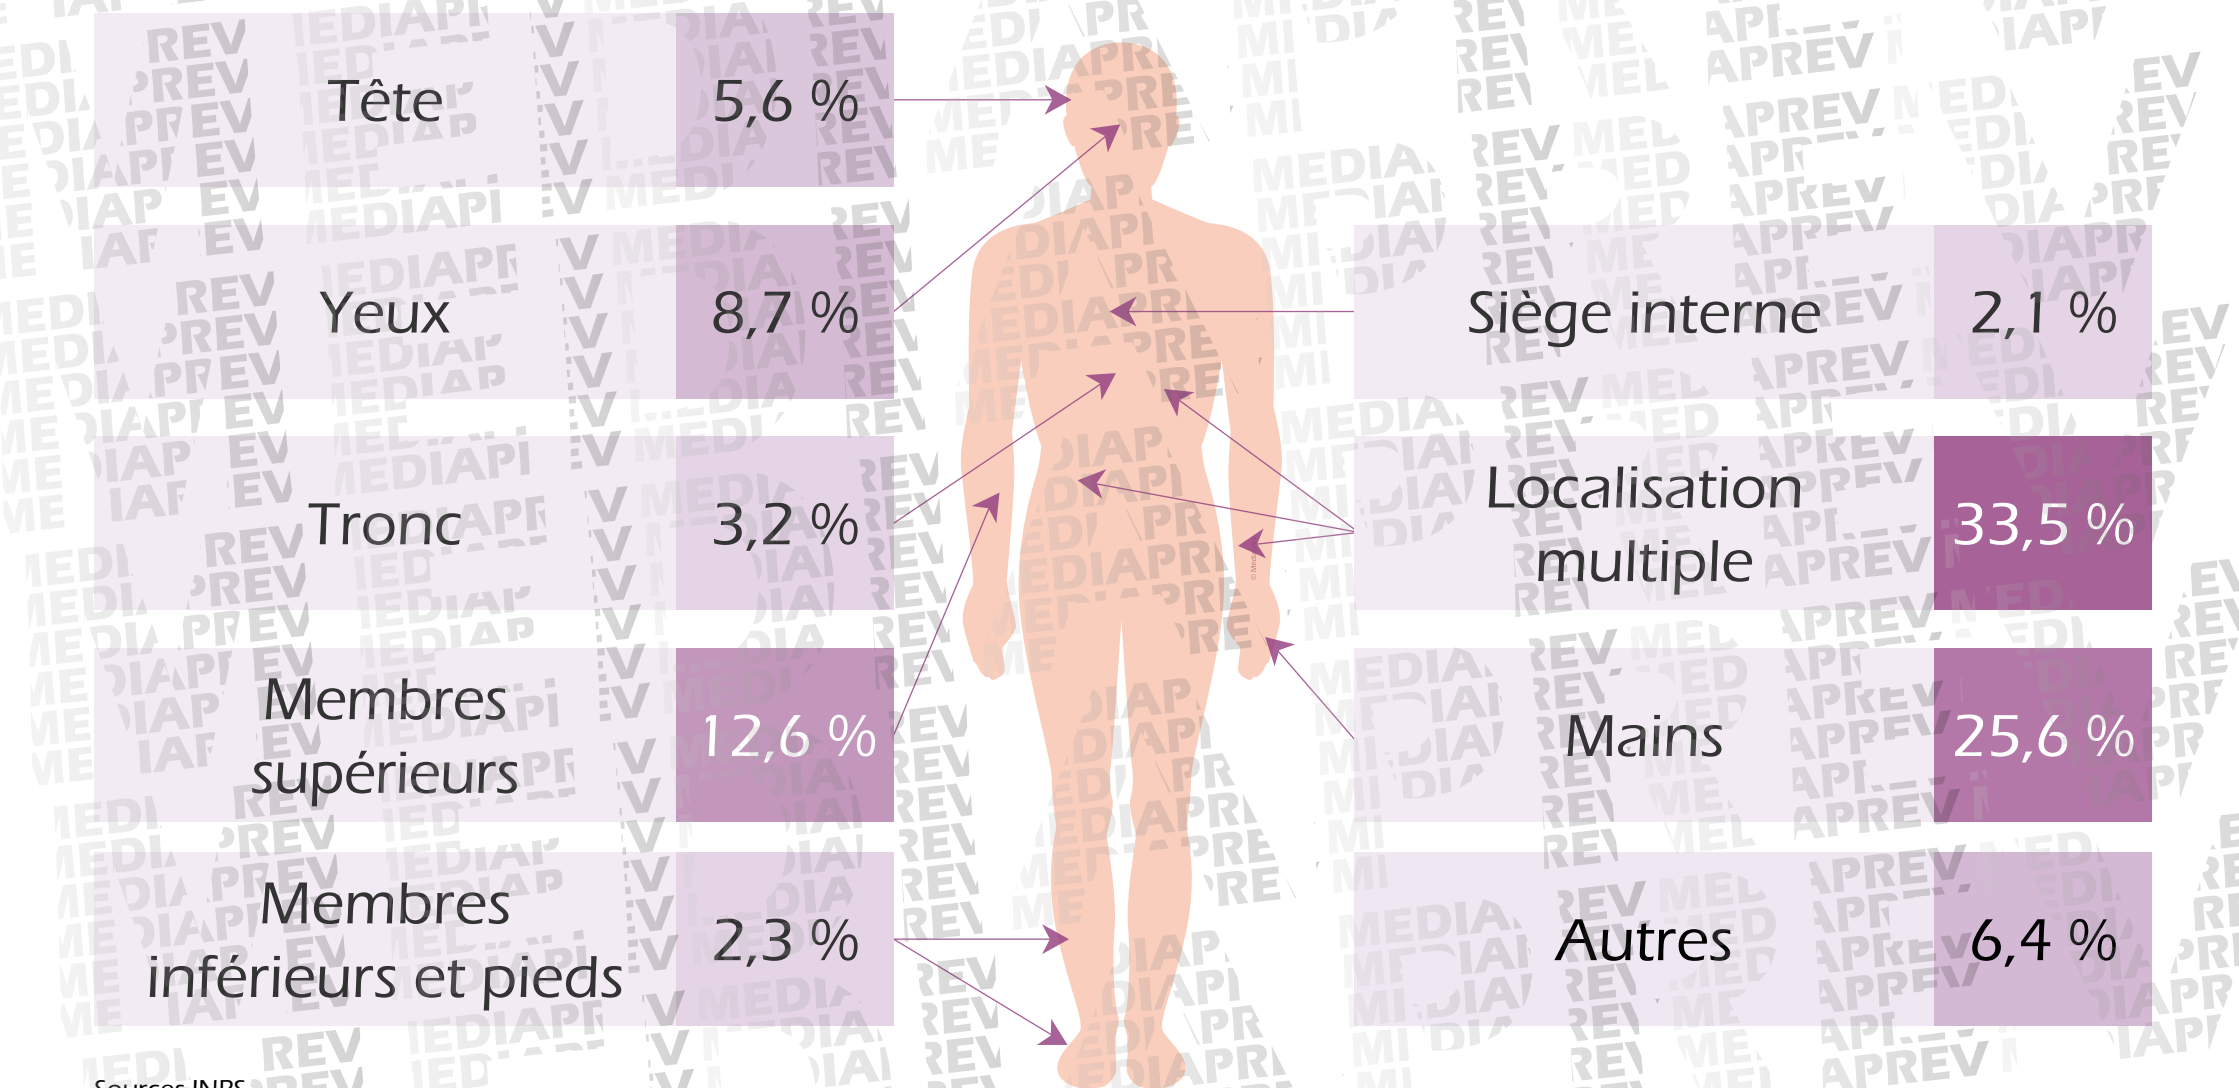 Tête
5,6 %
Yeux
8,7 %
Tronc
3,2 %
Membres
supérieurs
12,6 %
Membres
inférieurs et pieds
2,3 %
Siège interne
2,1 %
Localisation
multiple
33,5 %
Mains
25,6 %
Autres
6,4 %
Sources INRS